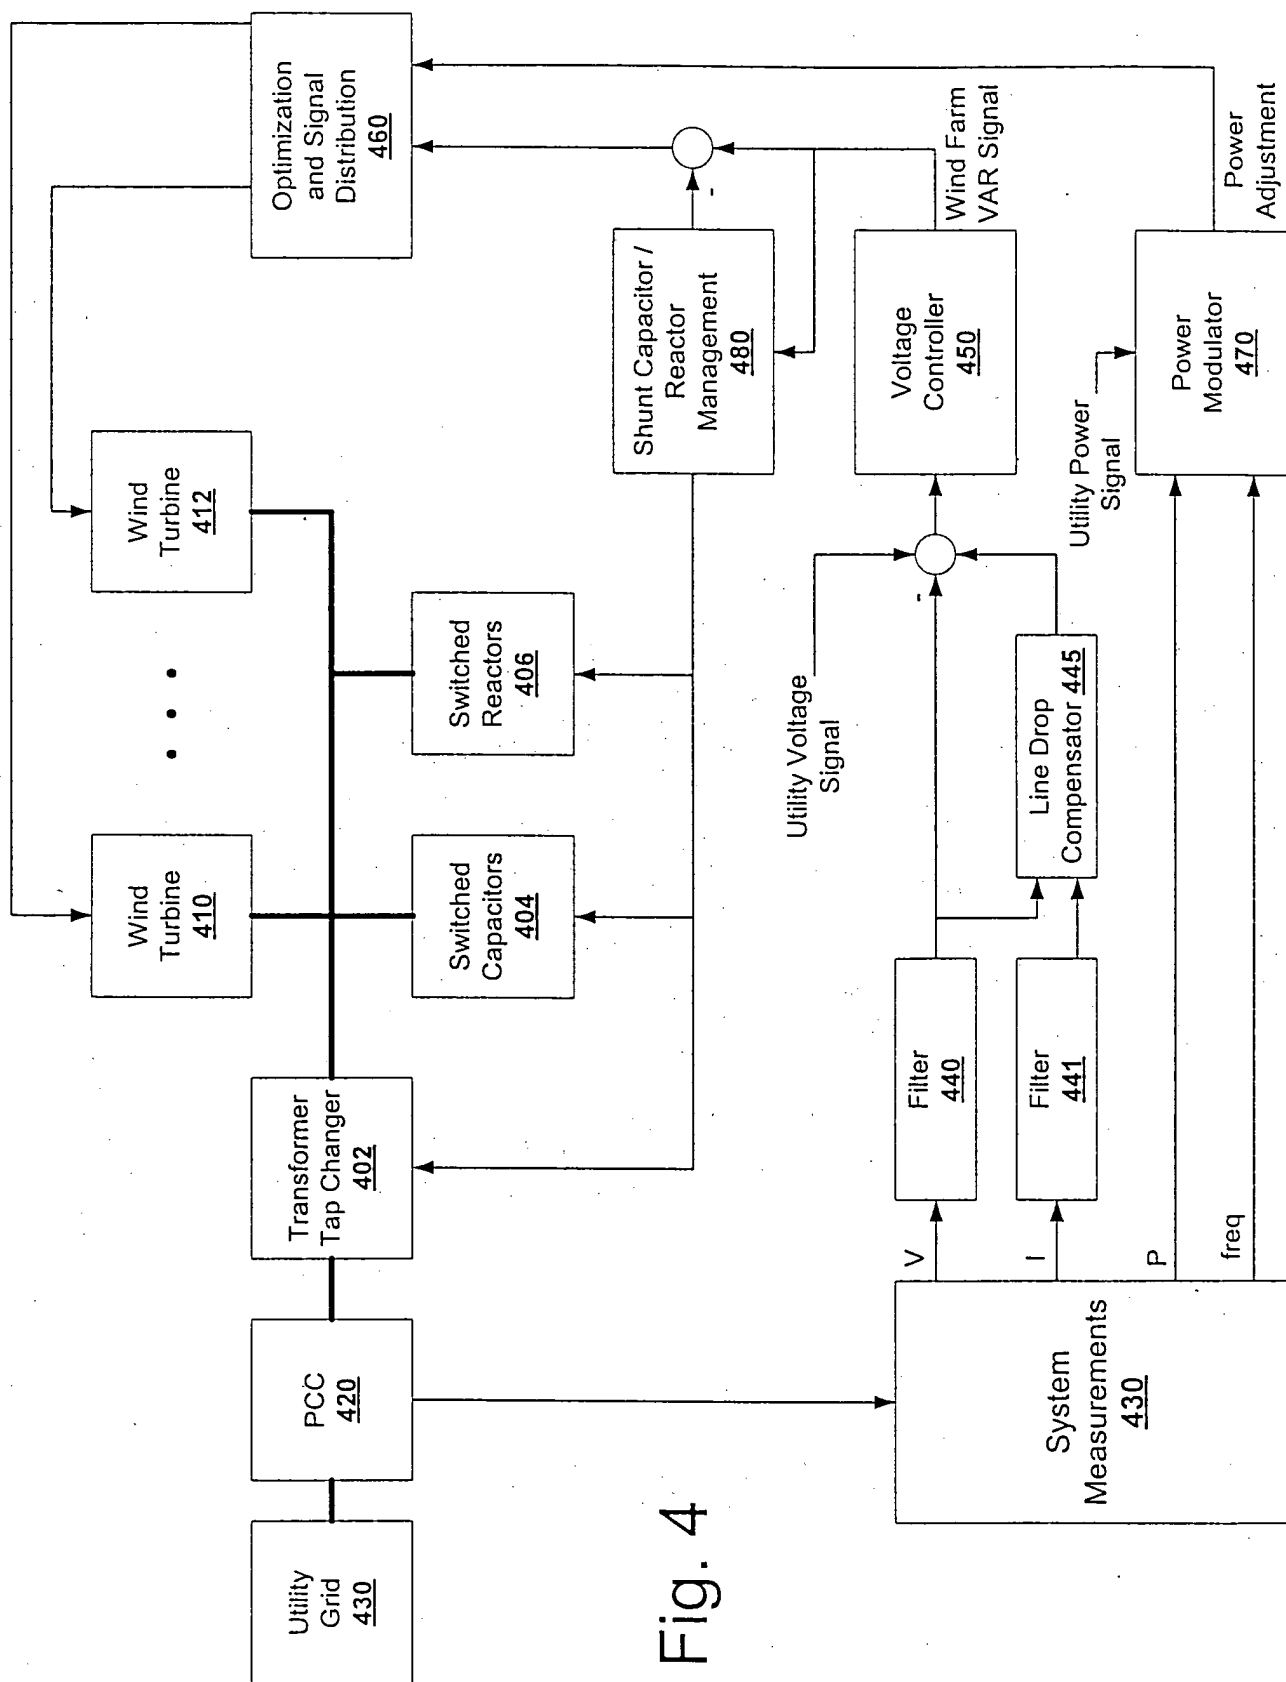 Utility
Grid
430
PCC
420
Transformer
Tap Changer
402
Wind
Turbine
410
Wind
Turbine
412
Optimization
and Signal
Distribution
460
Switched
Capacitors
404
Switched
Reactors
406
Shunt Capacitor /
Reactor
Management
480
-
Utility Voltage
Signal
System
Measurements
430
V
I
P
freq
Filter
440
Filter
441
Line Drop
Compensator 445
-
Voltage
Controller
450
Wind Farm
VAR Signal
Utility Power
Signal
Power
Modulator
470
Power
Adjustment
Fig. 4